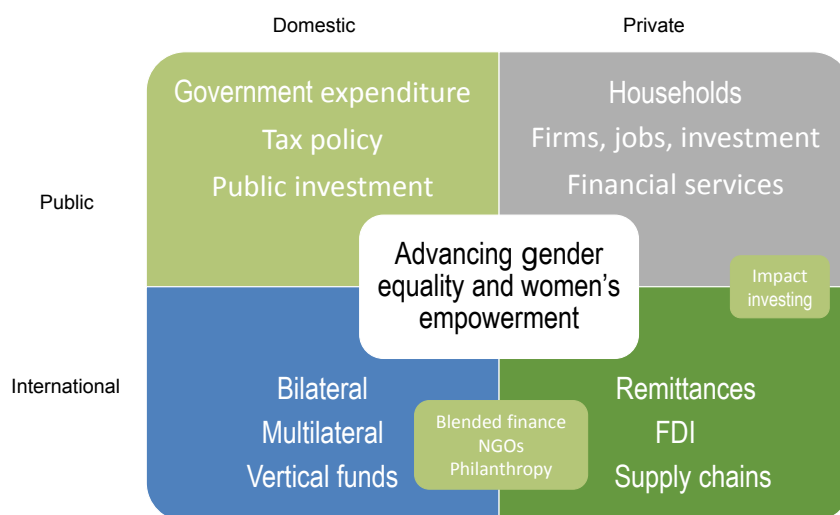 Domestic
Private
Public
International
Government expenditure
Tax policy
Public investment
Households
Firms, jobs, investment
Financial services
Advancing gender
equality and women's
empowerment
Impact
investing
Bilateral
Multilateral
Vertical funds
Blended finance
NGOs
Philanthropy
Remittances
FDI
Supply chains